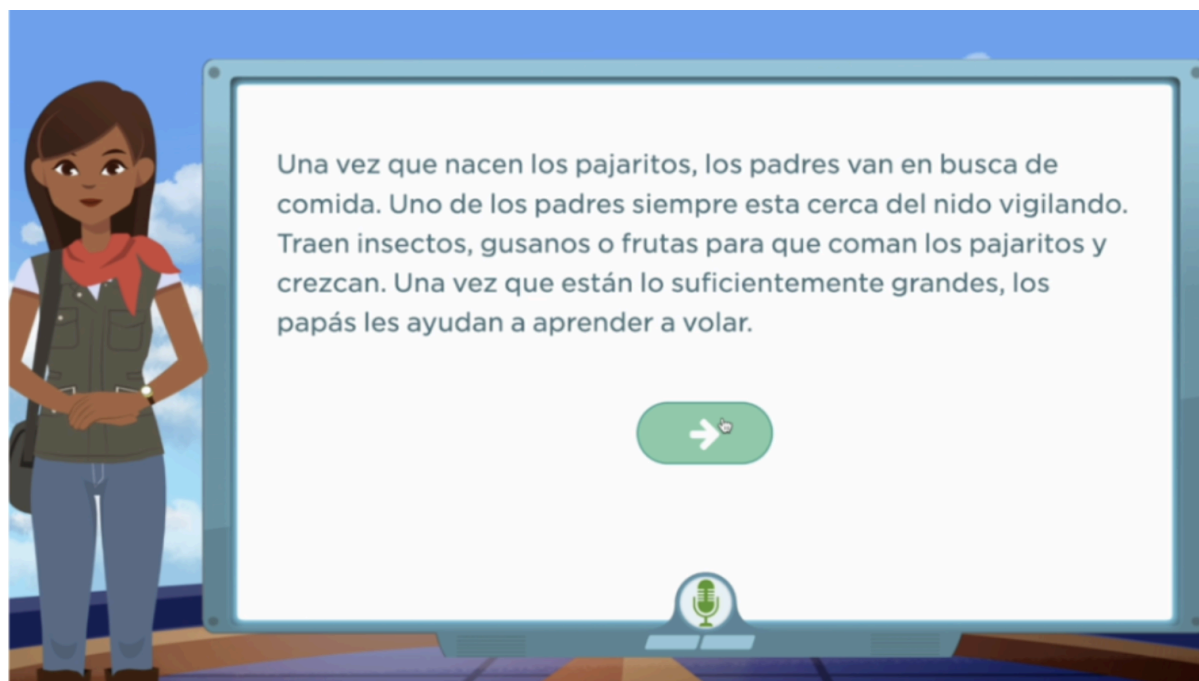 Una vez que nacen los pajaritos, los padres van en busca de
comida. Uno de los padres siempre esta cerca del nido vigilando.
Traen insectos, gusanos o frutas para que coman los pajaritos y
crezcan. Una vez que están lo suficientemente grandes, los
papás les ayudan a aprender a volar.